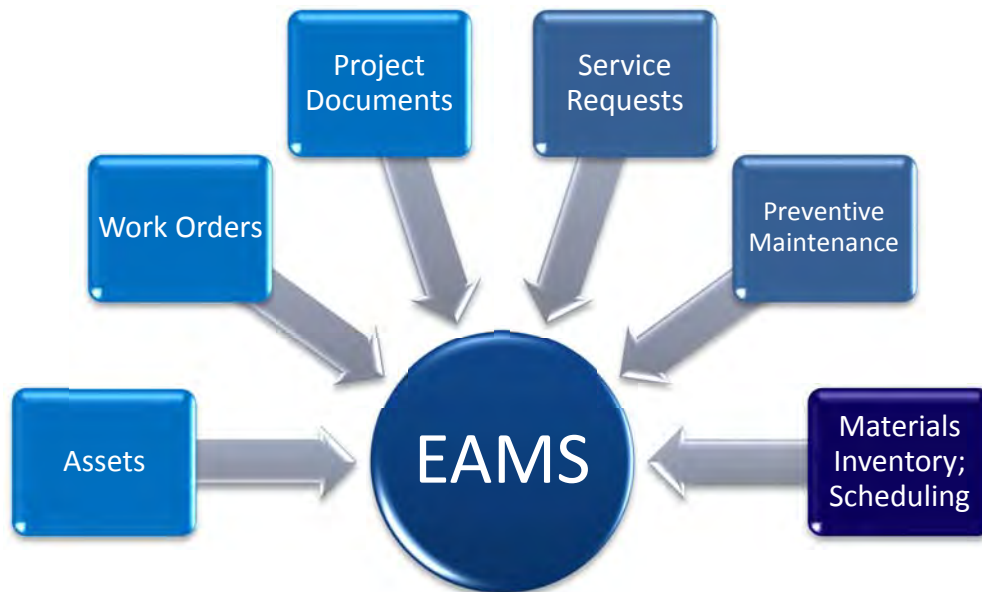 Project
Documents
Service
Requests
Work Orders
Preventive
Maintenance
Assets
EAMS
Materials
Inventory;
Scheduling